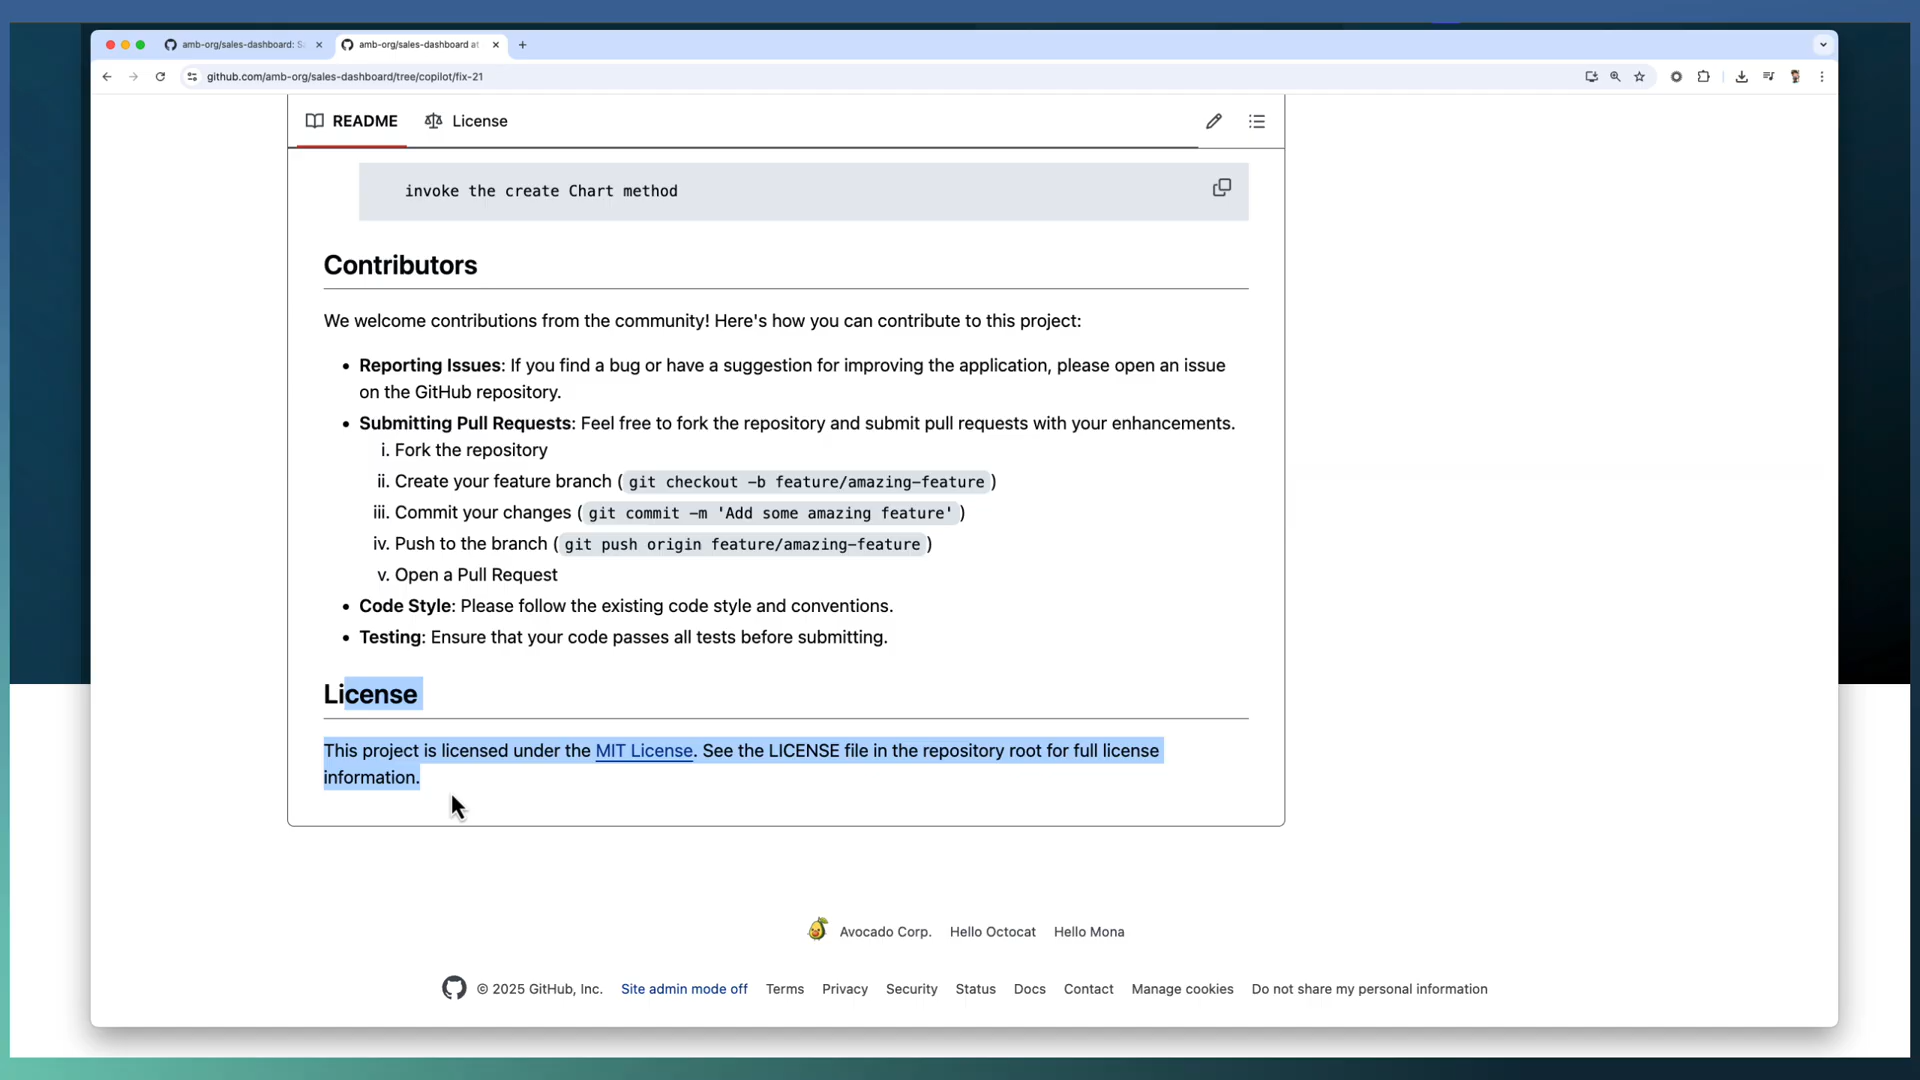 amb-org/sales-dashboard: S
amb-org/sales-dashboard at
github.com/amb-org/sales-dashboard/tree/copilot/fix-21
README
License
invoke the create Chart method
Contributors
We welcome contributions from the community! Here's how you can contribute to this project:
• Reporting Issues: If you find a bug or have a suggestion for improving the application, please open an issue
on the GitHub repository.
• Submitting Pull Requests: Feel free to fork the repository and submit pull requests with your enhancements.
i. Fork the repository
ii. Create your feature branch (git checkout -b feature/amazing-feature)
iii. Commit your changes (git commit -m 'Add some amazing feature')
iv. Push to the branch (git push origin feature/amazing-feature)
v. Open a Pull Request
• Code Style: Please follow the existing code style and conventions.
• Testing: Ensure that your code passes all tests before submitting.
License
This project is licensed under the MIT License. See the LICENSE file in the repository root for full license
information.
Avocado Corp. Hello Octocat Hello Mona
© 2025 GitHub, Inc. Site admin mode off Terms Privacy Security Status Docs Contact Manage cookies Do not share my personal information